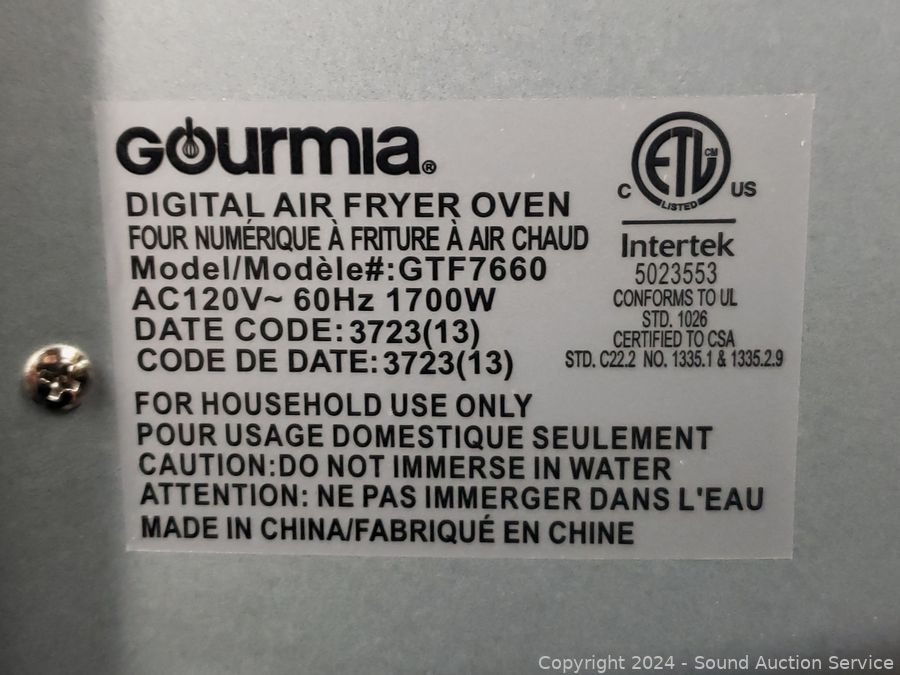 GOURMIA®
DIGITAL AIR FRYER OVEN
FOUR NUMÉRIQUE À FRITURE À AIR CHAUD
Model/Modèle#:GTF7660
AC120V~ 60Hz 1700W
DATE CODE: 3723(13)
CODE DE DATE: 3723(13)
C ETL CM US
LISTED
Intertek
5023553
CONFORMS TO UL
STD. 1026
CERTIFIED TO CSA
STD. C22.2 NO. 1335.1 & 1335.2.9
FOR HOUSEHOLD USE ONLY
POUR USAGE DOMESTIQUE SEULEMENT
CAUTION:DO NOT IMMERSE IN WATER
ATTENTION: NE PAS IMMERGER DANS L'EAU
MADE IN CHINA/FABRIQUÉ EN CHINE
Copyright 2024 - Sound Auction Service